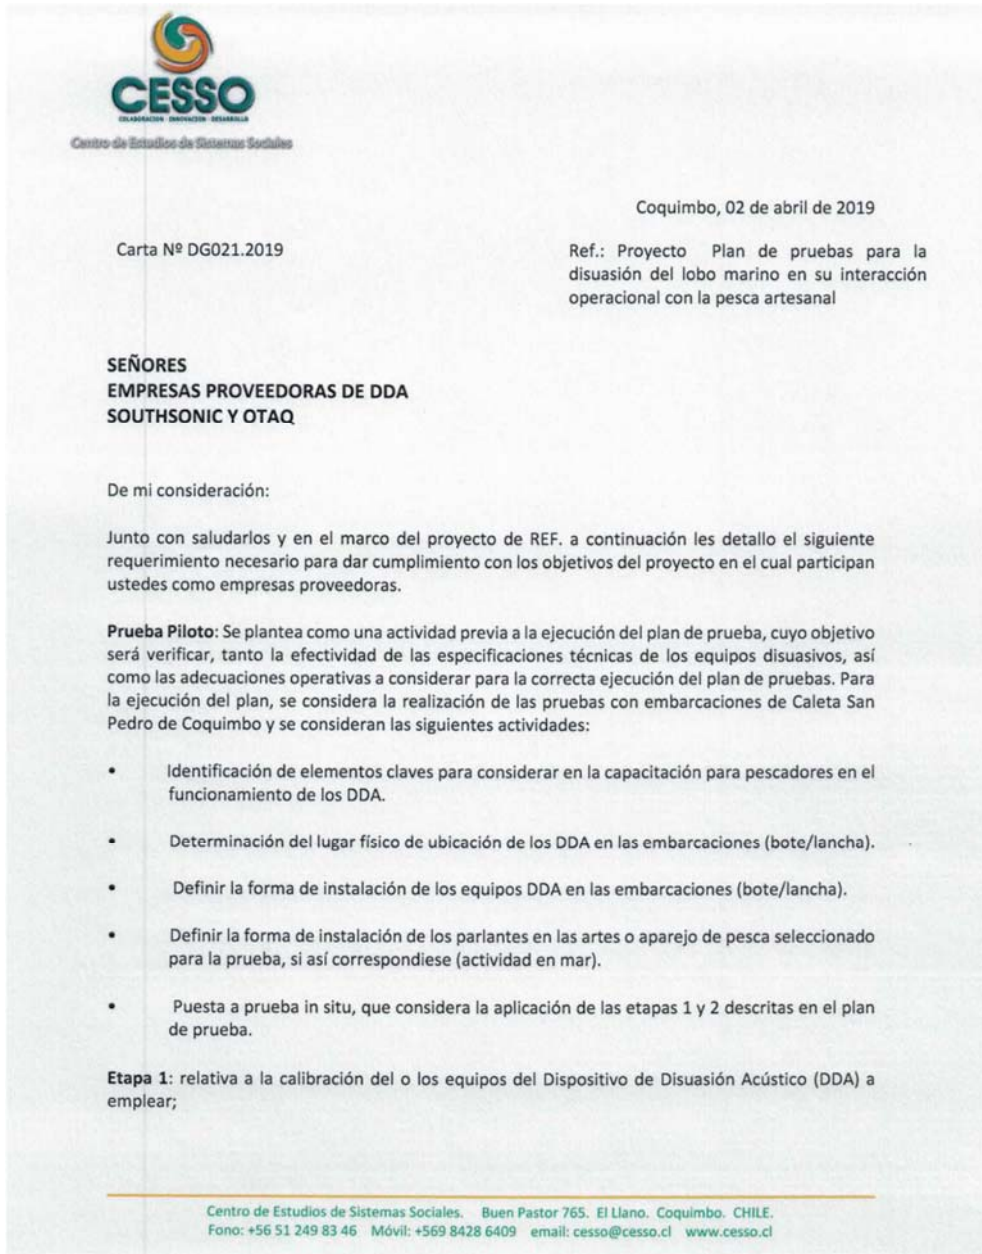 CESSO
COLABORACION - INNOVACION - DESARROLLO
Centro de Estudios de Sistemas Sociales
Coquimbo, 02 de abril de 2019
Carta Nº DG021.2019
Ref.: Proyecto Plan de pruebas para la
disuasión del lobo marino en su interacción
operacional con la pesca artesanal
SEÑORES
EMPRESAS PROVEEDORAS DE DDA
SOUTHSONIC Y OTAQ
De mi consideración:
Junto con saludarlos y en el marco del proyecto de REF. a continuación les detallo el siguiente
requerimiento necesario para dar cumplimiento con los objetivos del proyecto en el cual participan
ustedes como empresas proveedoras.
Prueba Piloto: Se plantea como una actividad previa a la ejecución del plan de prueba, cuyo objetivo
será verificar, tanto la efectividad de las especificaciones técnicas de los equipos disuasivos, así
como las adecuaciones operativas a considerar para la correcta ejecución del plan de pruebas. Para
la ejecución del plan, se considera la realización de las pruebas con embarcaciones de Caleta San
Pedro de Coquimbo y se consideran las siguientes actividades:
• Identificación de elementos claves para considerar en la capacitación para pescadores en el
funcionamiento de los DDA.
• Determinación del lugar físico de ubicación de los DDA en las embarcaciones (bote/lancha).
• Definir la forma de instalación de los equipos DDA en las embarcaciones (bote/lancha).
• Definir la forma de instalación de los parlantes en las artes o aparejo de pesca seleccionado
para la prueba, si así correspondiese (actividad en mar).
• Puesta a prueba in situ, que considera la aplicación de las etapas 1 y 2 descritas en el plan
de prueba.
Etapa 1: relativa a la calibración del o los equipos del Dispositivo de Disuasión Acústico (DDA) a
emplear;
Centro de Estudios de Sistemas Sociales. Buen Pastor 765. El Llano. Coquimbo. CHILE.
Fono: +56 51 249 83 46 Móvil: +569 8428 6409 email: cesso@cesso.cl www.cesso.cl